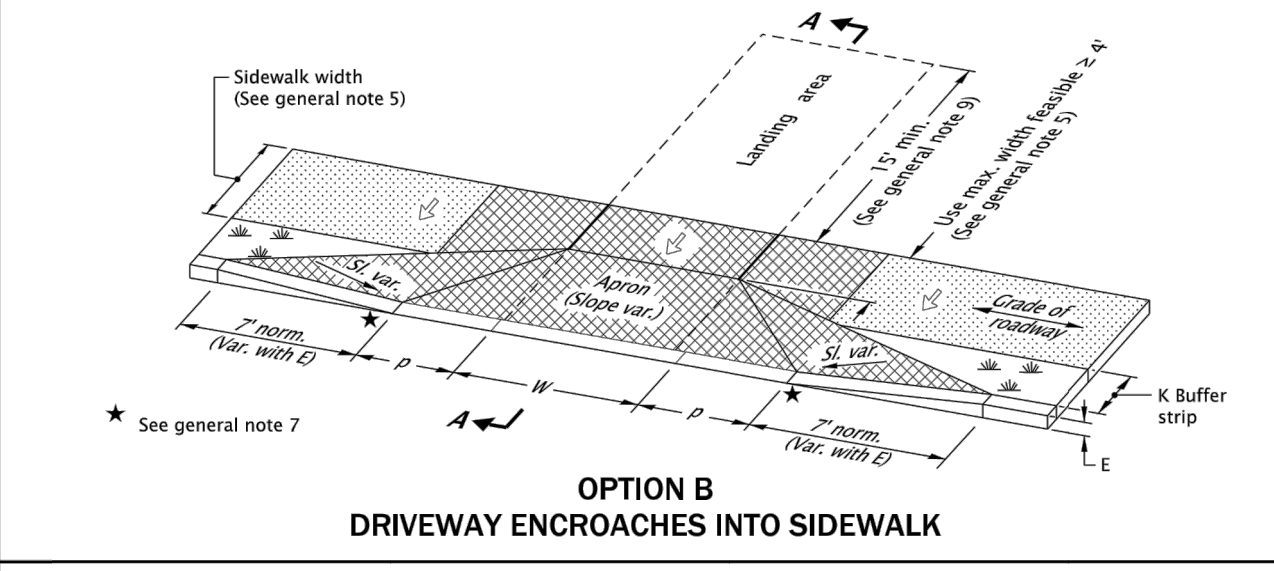 A
Sidewalk width
(See general note 5)
Landing area
15' min.
(See general note 9)
Use max. width feasible ≥ 4'
(See general note 5)
Sl. var.
Apron
(Slope var.)
Grade of
roadway
Sl. var.
7' norm.
(Var. with E)
p
W
p
7' norm.
(Var. with E)
K Buffer
strip
E
★ See general note 7
A
OPTION B
DRIVEWAY ENCROACHES INTO SIDEWALK